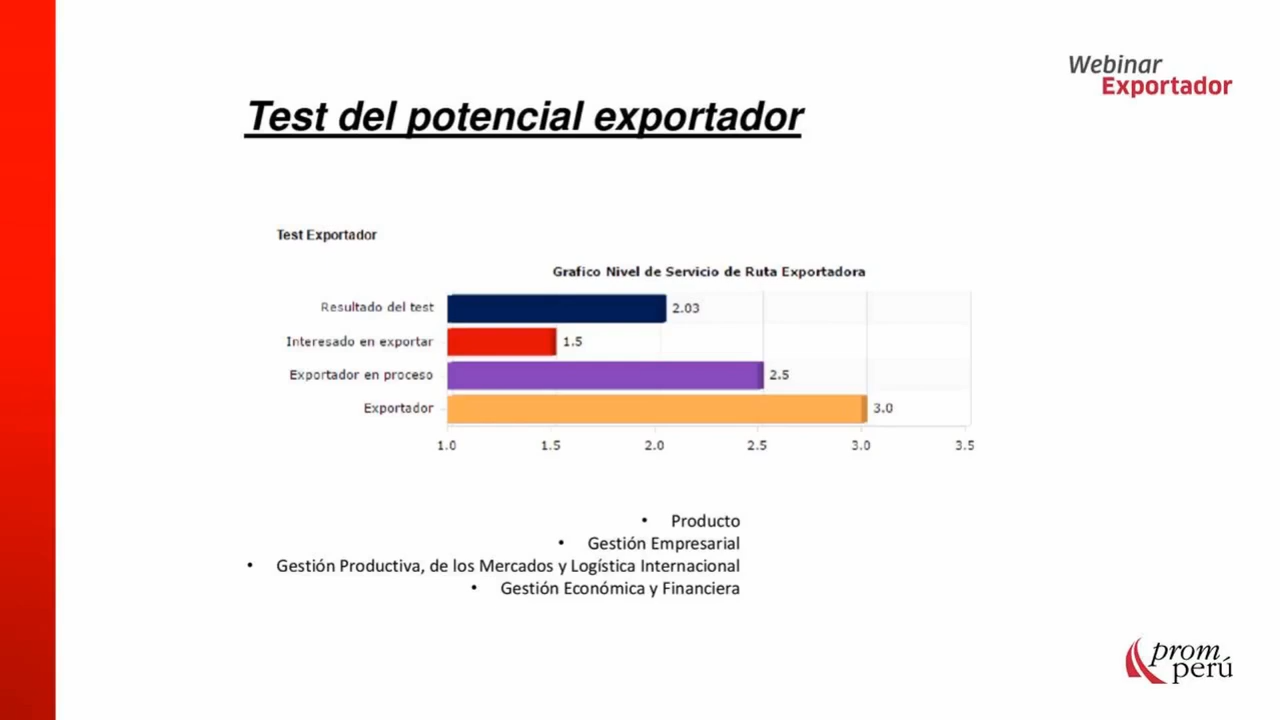 Webinar
Exportador
Test del potencial exportador
Test Exportador
Grafico Nivel de Servicio de Ruta Exportadora
Resultado del test 2.03
Interesado en exportar 1.5
Exportador en proceso 2.5
Exportador 3.0
1.0 1.5 2.0 2.5 3.0 3.5
• Producto
• Gestión Empresarial
• Gestión Productiva, de los Mercados y Logística Internacional
• Gestión Económica y Financiera
prom
perú